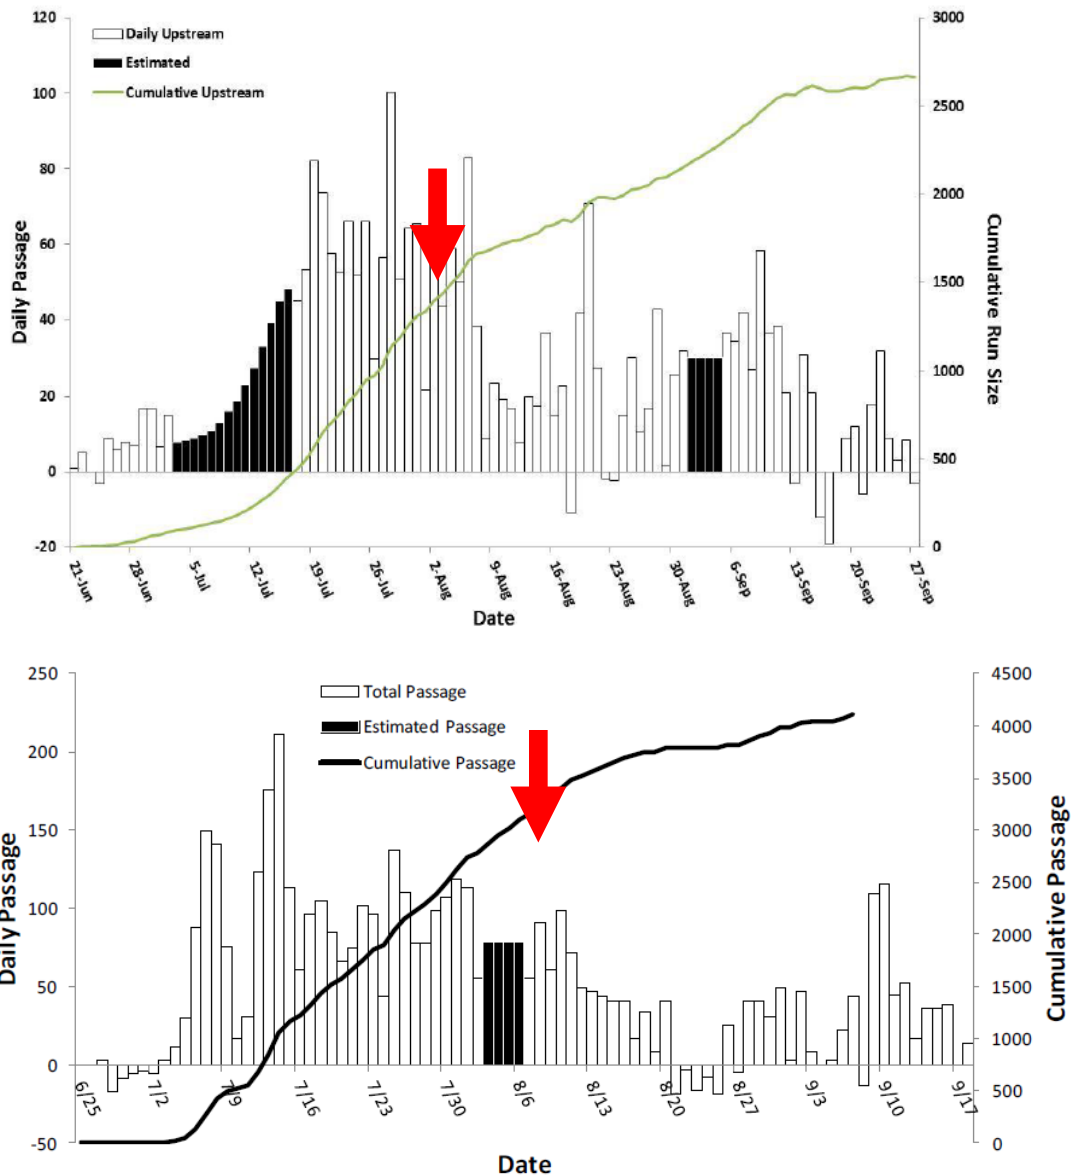 120
100
80
60
40
20
0
-20
Daily Passage
Daily Upstream
Estimated
Cumulative Upstream
3000
2500
2000
1500
1000
500
0
Cumulative Run Size
21-Jun
28-Jun
5-Jul
12-Jul
19-Jul
26-Jul
2-Aug
9-Aug
16-Aug
23-Aug
30-Aug
6-Sep
13-Sep
20-Sep
27-Sep
Date
250
200
150
100
50
0
-50
Daily Passage
Total Passage
Estimated Passage
Cumulative Passage
4500
4000
3500
3000
2500
2000
1500
1000
500
0
Cumulative Passage
6/25
7/2
7/9
7/16
7/23
7/30
8/6
8/13
8/20
8/27
9/3
9/10
9/17
Date